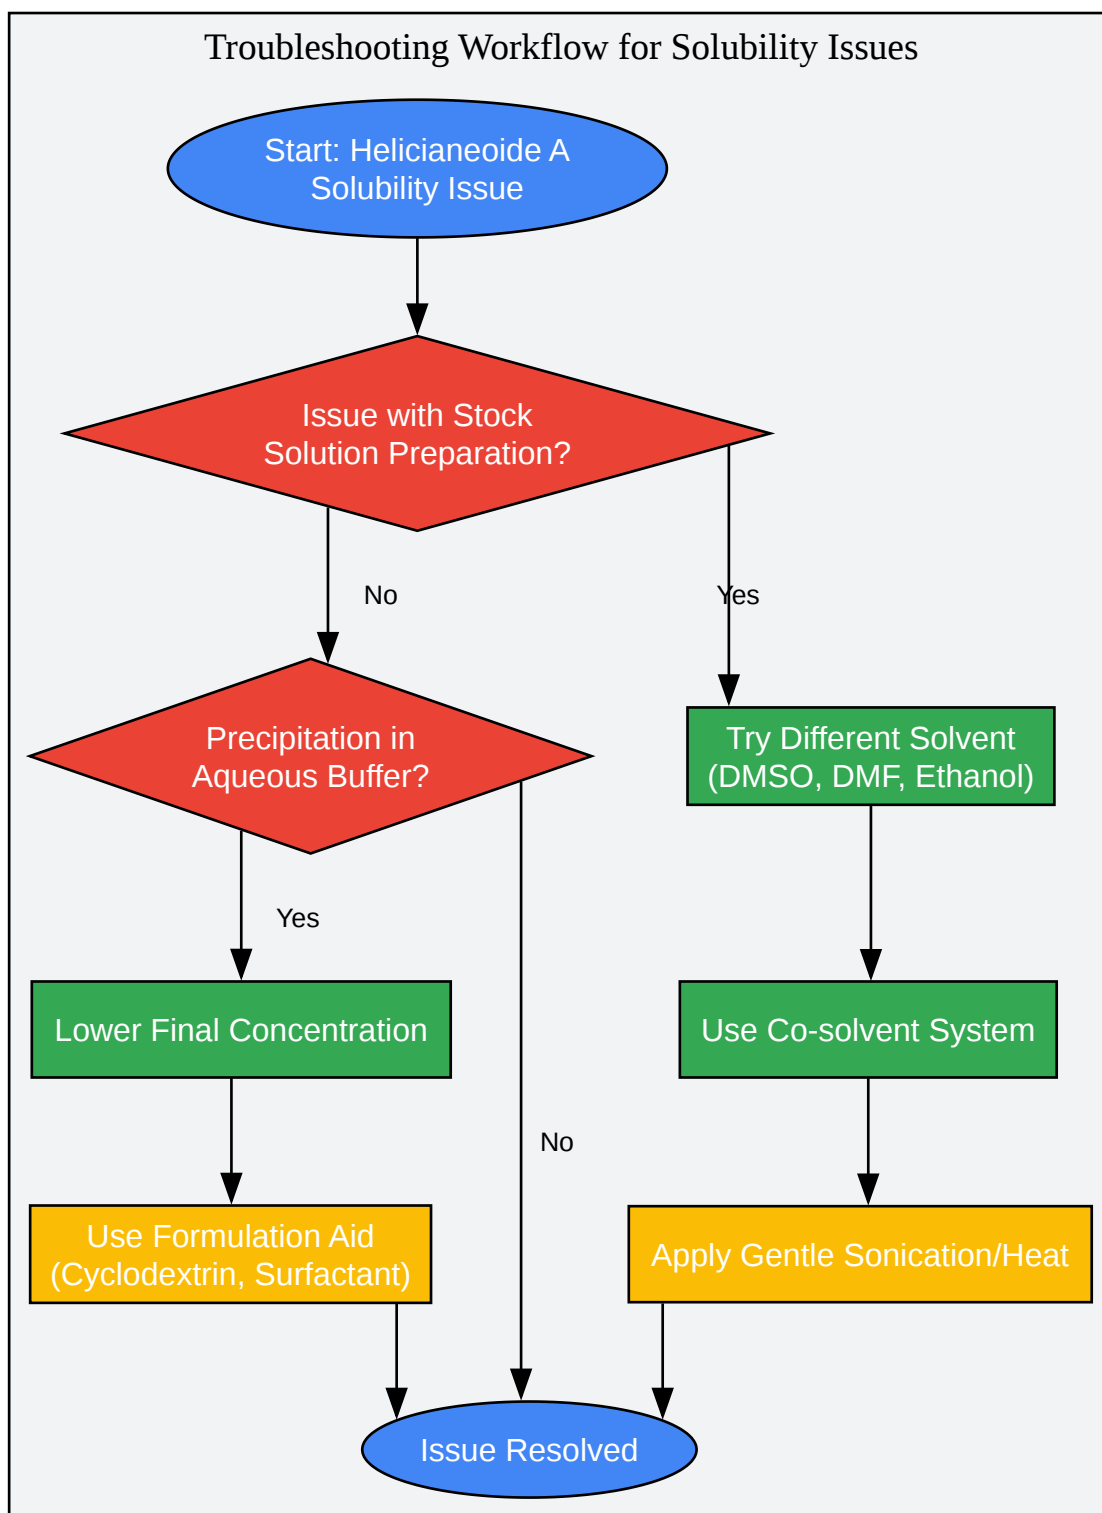 Troubleshooting Workflow for Solubility Issues
Start: Helicianeoide A
Solubility Issue
Issue with Stock
Solution Preparation?
No
Yes
Precipitation in
Aqueous Buffer?
Try Different Solvent
(DMSO, DMF, Ethanol)
Yes
Lower Final Concentration
Use Co-solvent System
No
Use Formulation Aid
(Cyclodextrin, Surfactant)
Apply Gentle Sonication/Heat
Issue Resolved